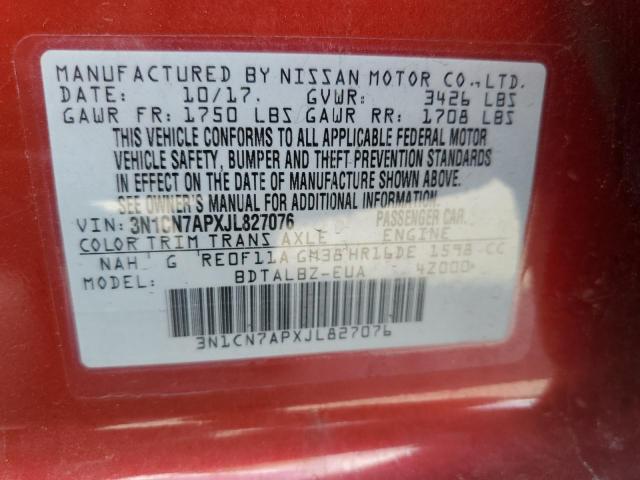 MANUFACTURED BY NISSAN MOTOR CO.,LTD.
DATE: 10/17. GVWR: 3426 LBS
GAWR FR: 1750 LBS GAWR RR: 1708 LBS
THIS VEHICLE CONFORMS TO ALL APPLICABLE FEDERAL MOTOR
VEHICLE SAFETY, BUMPER AND THEFT PREVENTION STANDARDS
IN EFFECT ON THE DATE OF MANUFACTURE SHOWN ABOVE.
SEE OWNER'S MANUAL FOR ADDITIONAL INFORMATION.
VIN: 3N1CN7APXJL827076 PASSENGER CAR
COLOR TRIM TRANS AXLE ENGINE
NAH G RE0F11A GM38 HR16DE 1598 CC
BDTALBZ-EUA 4Z000
3N1CN7APXJL827076